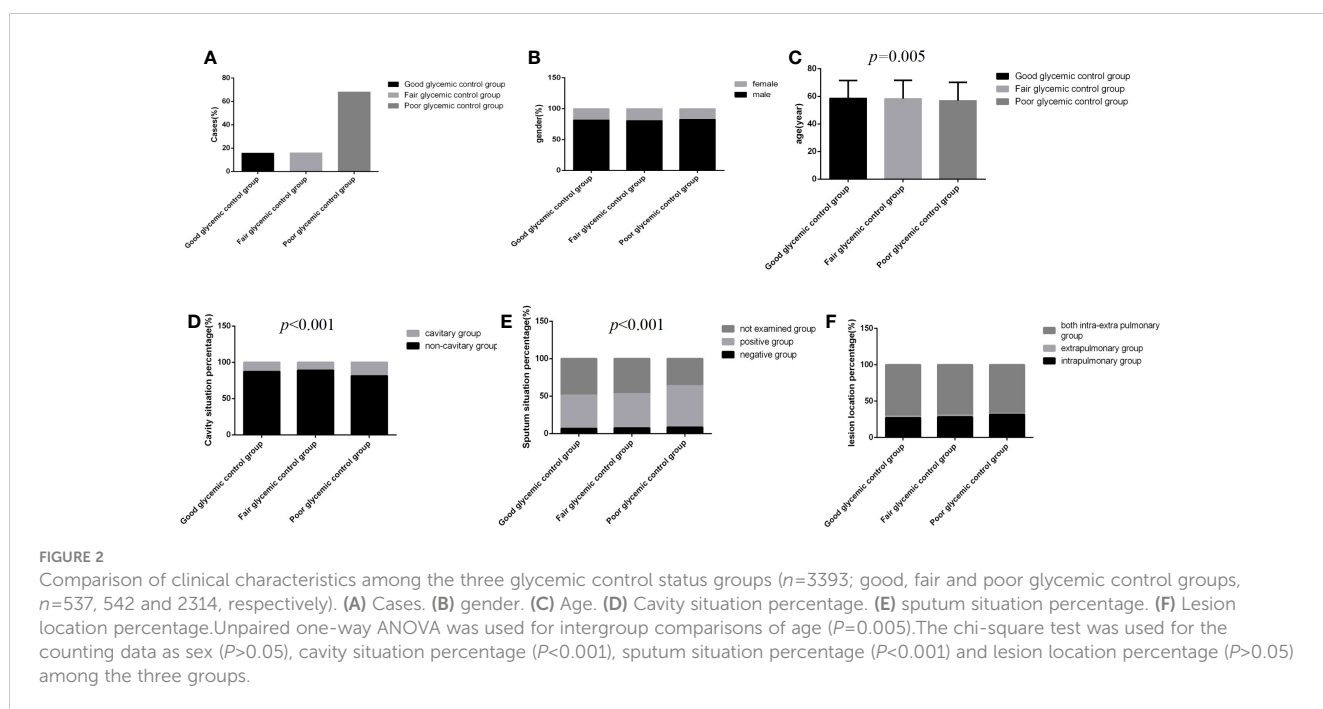 A
Cases(%)
80
60
40
20
0
Good glycemic control group
Fair glycemic control group
Poor glycemic control group
Good glycemic control group
Fair glycemic control group
Poor glycemic control group
B
gender(%)
150
100
50
0
Good glycemic control group
Fair glycemic control group
Poor glycemic control group
female
male
C
p=0.005
age(year)
80
60
40
20
0
Good glycemic control group
Fair glycemic control group
Poor glycemic control group
Good glycemic control group
Fair glycemic control group
Poor glycemic control group
D
p<0.001
Cavity situation percentage(%)
150
100
50
0
Good glycemic control group
Fair glycemic control group
Poor glycemic control group
cavitary group
non-cavitary group
E
p<0.001
Sputum situation percentage(%)
150
100
50
0
Good glycemic control group
Fair glycemic control group
Poor glycemic control group
not examined group
positive group
negative group
F
lesion location percentage(%)
150
100
50
0
Good glycemic control group
Fair glycemic control group
Poor glycemic control group
both intra-extra pulmonary
group
extrapulmonary group
intrapulmonary group
FIGURE 2
Comparison of clinical characteristics among the three glycemic control status groups (n=3393; good, fair and poor glycemic control groups,
n=537, 542 and 2314, respectively). (A) Cases. (B) gender. (C) Age. (D) Cavity situation percentage. (E) sputum situation percentage. (F) Lesion
location percentage.Unpaired one-way ANOVA was used for intergroup comparisons of age (P=0.005).The chi-square test was used for the
counting data as sex (P>0.05), cavity situation percentage (P<0.001), sputum situation percentage (P<0.001) and lesion location percentage (P>0.05)
among the three groups.